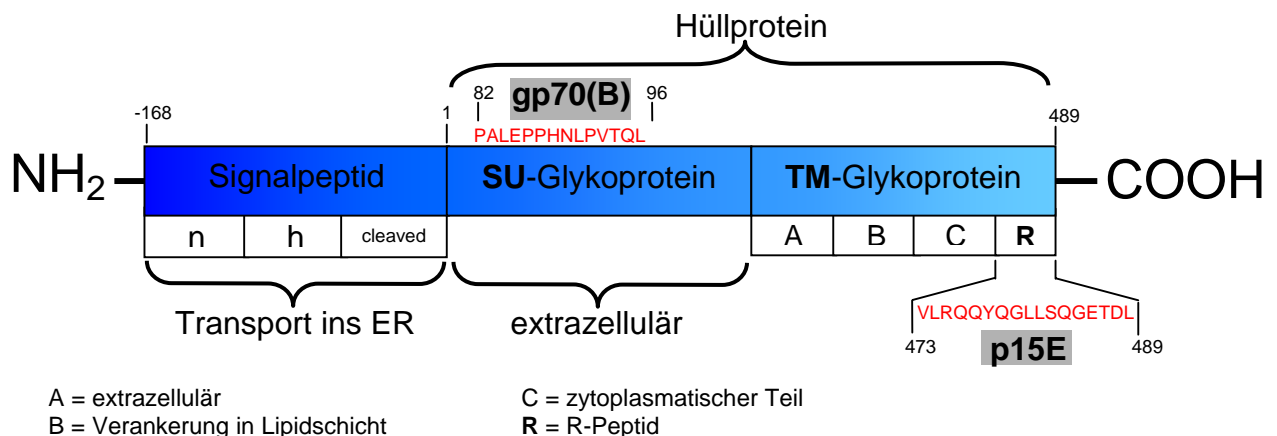 Hüllprotein
-168
1
82
gp70(B)
96
489
PALEPPHNLPVTQL
NH2
Signalpeptid
SU-Glykoprotein
TM-Glykoprotein
COOH
n
h
cleaved
A
B
C
R
Transport ins ER
extrazellulär
VLRQQYQGLLSQGETDL
473
p15E
489
A = extrazellulär
C = zytoplasmatischer Teil
B = Verankerung in Lipidschicht
R = R-Peptid